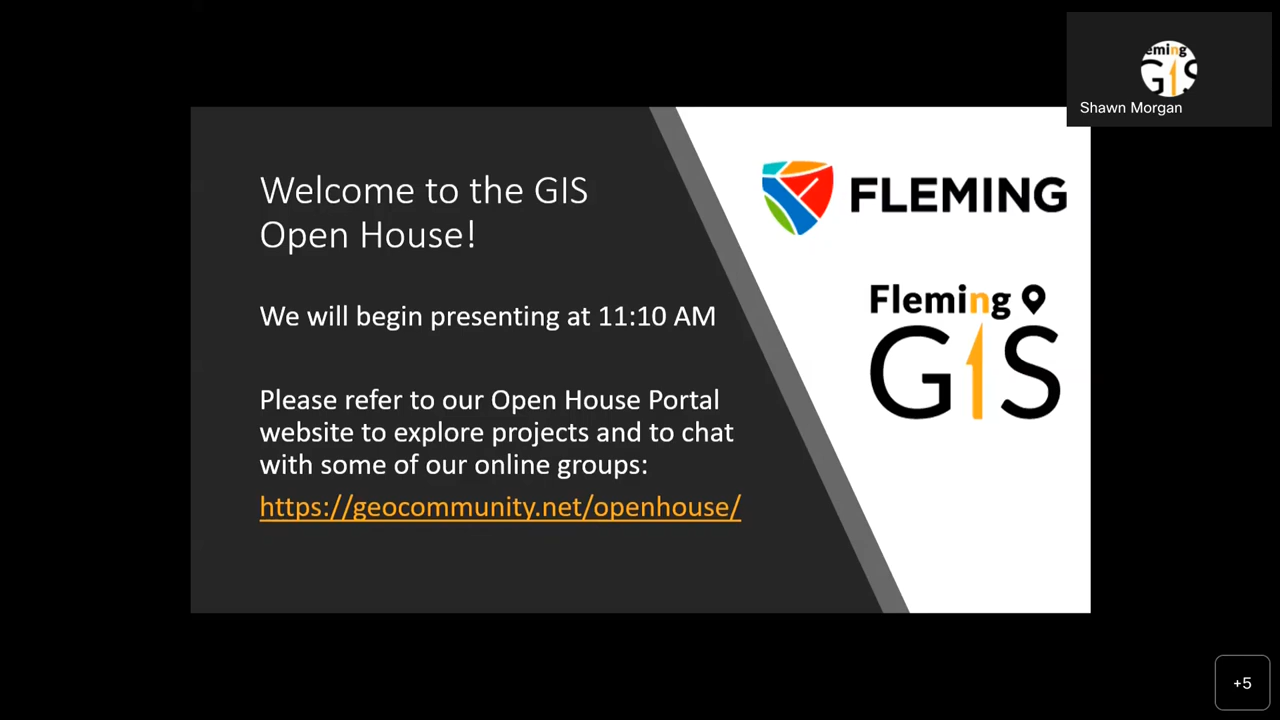 eming
GIS
Shawn Morgan
Welcome to the GIS
Open House!
We will begin presenting at 11:10 AM
Please refer to our Open House Portal
website to explore projects and to chat
with some of our online groups:
https://geocommunity.net/openhouse/
FLEMING
Fleming
GIS
+5